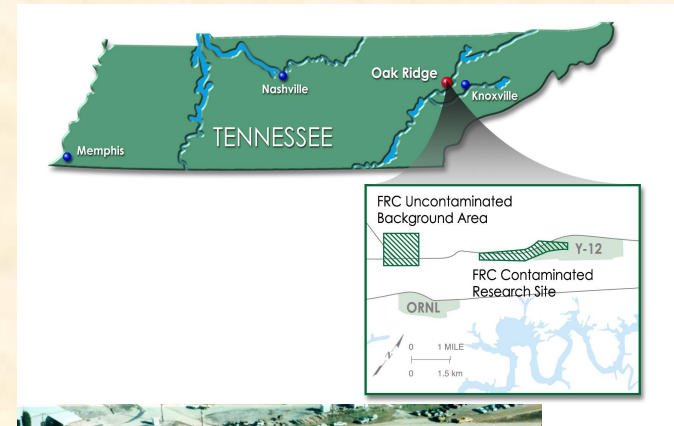 Oak Ridge
Nashville
Knoxville
TENNESSEE
Memphis
FRC Uncontaminated
Background Area
Y-12
FRC Contaminated
Research Site
ORNL
0 1 MILE
0 1.5 km